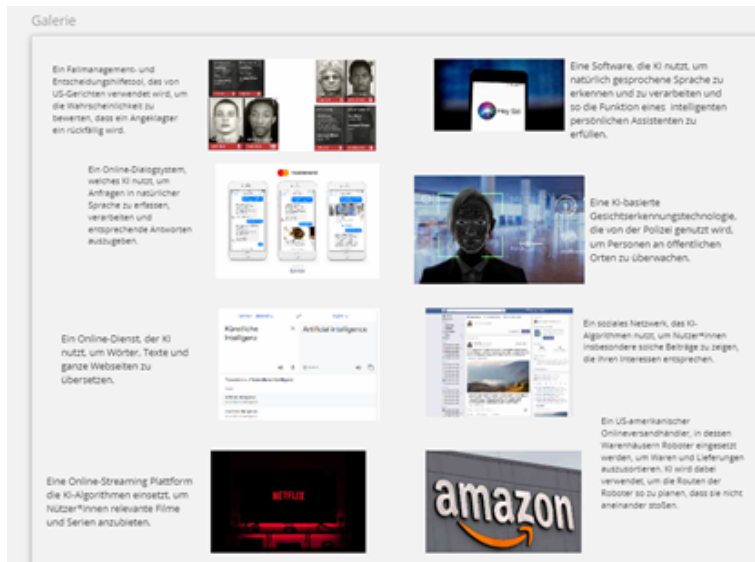 Galerie
Ein Fallmanagement- und
Entscheidungshilfetool, das von
US-Gerichten verwendet wird, um
die Wahrscheinlichkeit zu
bewerten, dass ein Angeklagter
ein rückfällig wird.
Hey Siri
Eine Software, die KI nutzt, um
natürlich gesprochene Sprache zu
erkennen und zu verarbeiten und
so die Funktion eines intelligenten
persönlichen Assistenten zu
erfüllen.
Ein Online-Dialogsystem,
welches KI nutzt, um
Anfragen in natürlicher
Sprache zu erfassen,
verarbeiten und
entsprechende Antworten
auszugeben.
Eine KI-basierte
Gesichtserkennungstechnologie,
die von der Polizei genutzt wird,
um Personen an öffentlichen
Orten zu überwachen.
Ein Online-Dienst, der KI
nutzt, um Wörter, Texte und
ganze Webseiten zu
übersetzen.
Künstliche
Intelligenz
Artificial intelligence
Ein soziales Netzwerk, das KI-
Algorithmen nutzt, um Nutzer*innen
insbesondere solche Beiträge zu zeigen,
die ihren Interessen entsprechen.
Eine Online-Streaming Plattform
die KI-Algorithmen einsetzt, um
Nützer*innen relevante Filme
und Serien anzubieten.
NETFLIX
amazon
Ein US-amerikanischer
Onlineversandhändler, in dessen
Warenhäusern Roboter eingesetzt
werden, um Waren und Lieferungen
auszusortieren. KI wird dabei
verwendet, um die Routen der
Roboter so zu planen, dass sie nicht
aneinander stoßen.